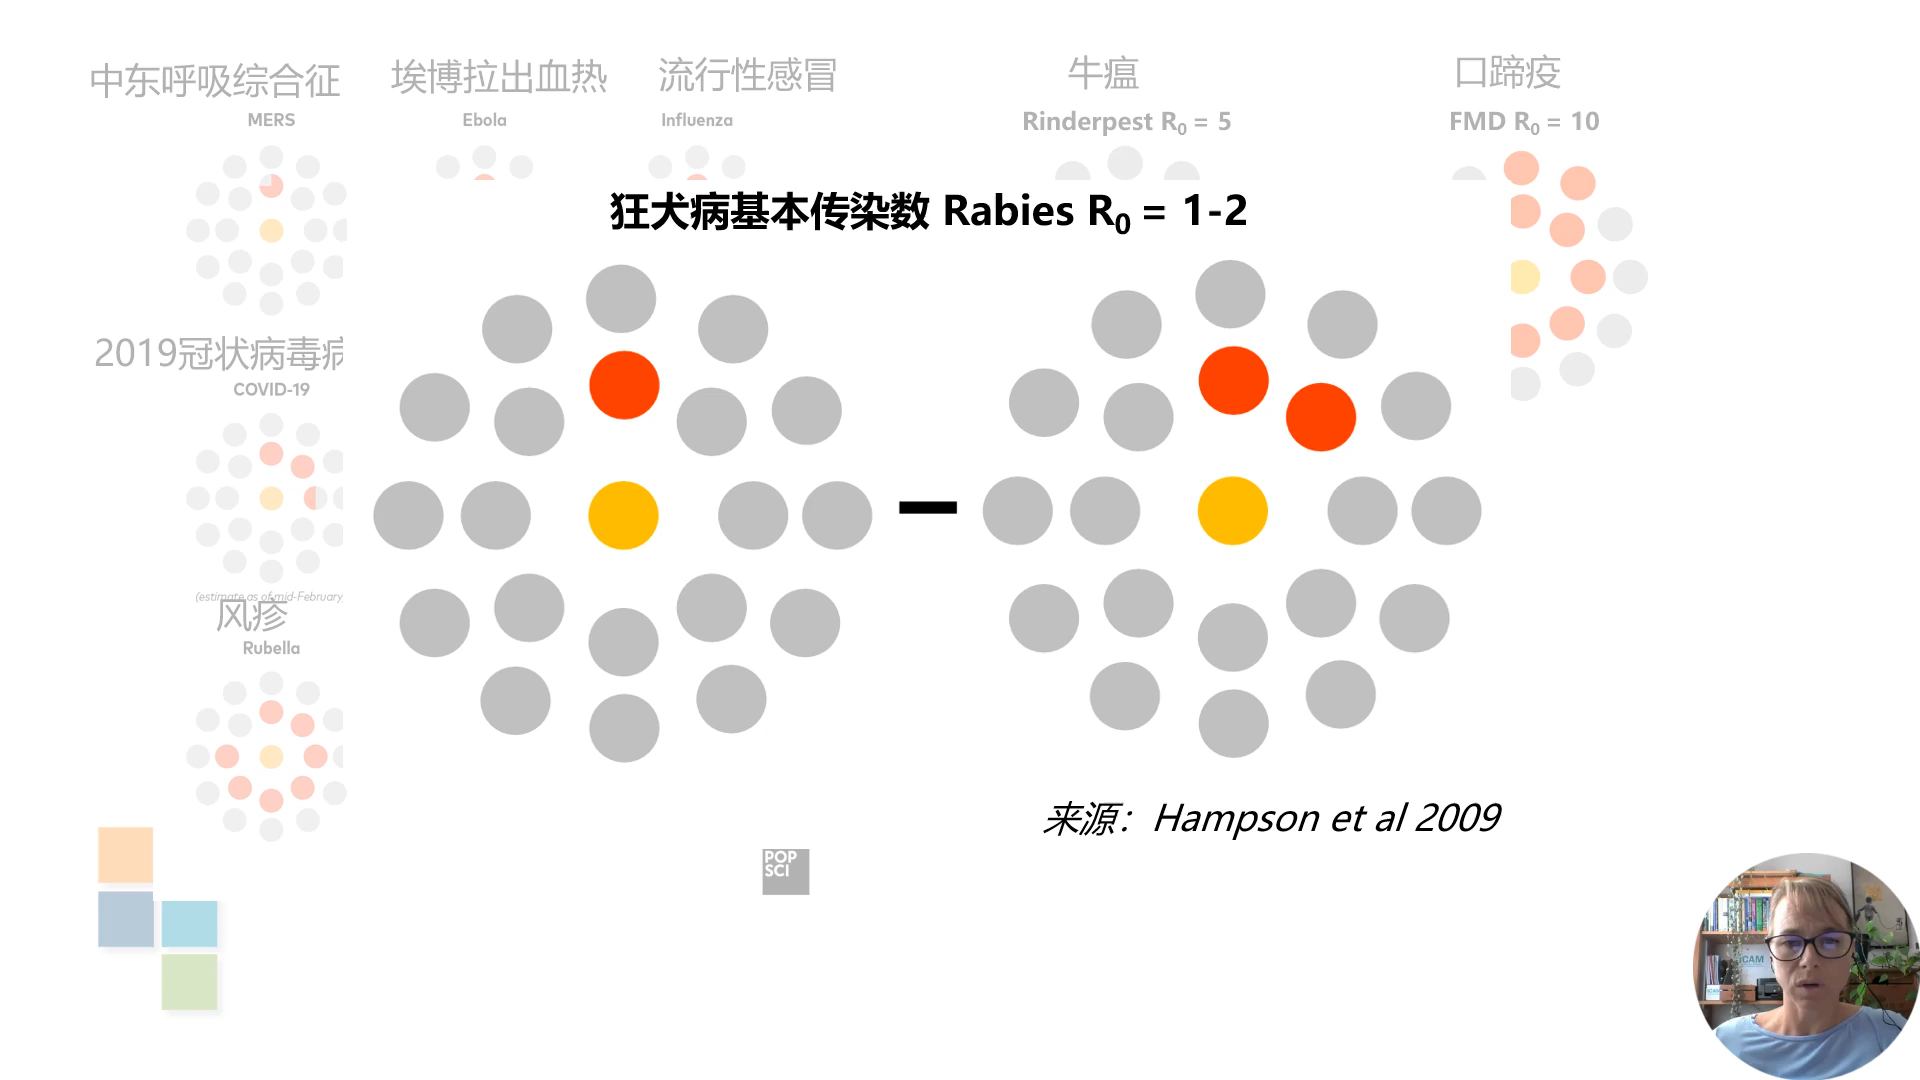 中东呼吸综合征
埃博拉出血热
流行性感冒
牛瘟
口蹄疫
MERS
Ebola
Influenza
Rinderpest R0 = 5
FMD R0 = 10
狂犬病基本传染数 Rabies R0 = 1-2
2019冠状病毒病
COVID-19
(estimate as of mid-February
风疹
Rubella
来源：Hampson et al 2009
POP
SCI
CAM